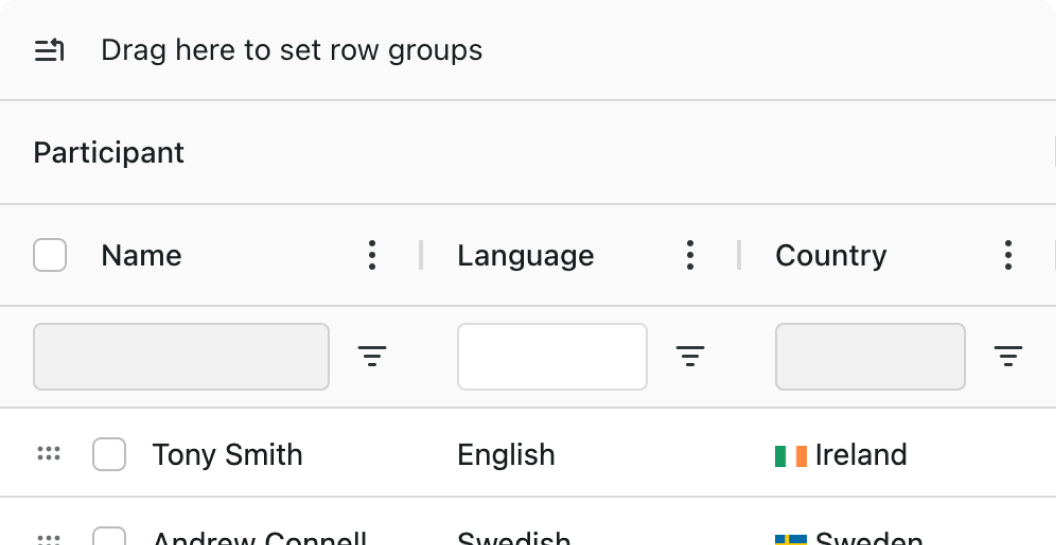 Drag here to set row groups
Participant
Name Language Country
Tony Smith English Ireland
Andrew Connell Swedish Sweden